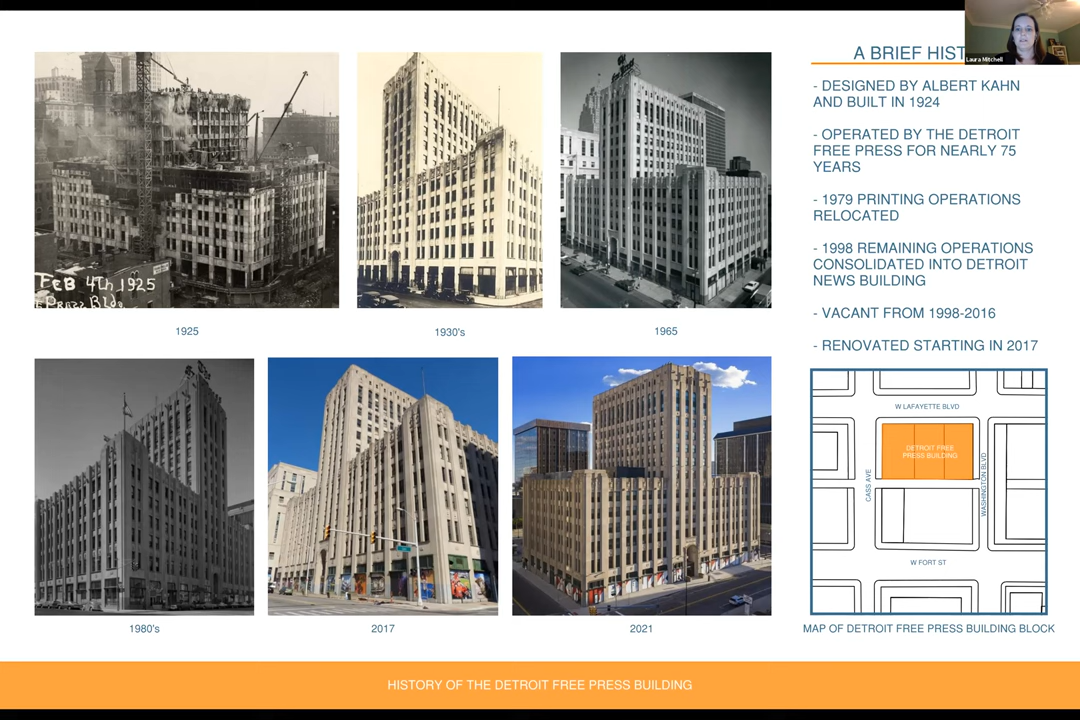 A BRIEF HIST
Laura Mitchell
- DESIGNED BY ALBERT KAHN
AND BUILT IN 1924
- OPERATED BY THE DETROIT
FREE PRESS FOR NEARLY 75
YEARS
- 1979 PRINTING OPERATIONS
RELOCATED
- 1998 REMAINING OPERATIONS
CONSOLIDATED INTO DETROIT
NEWS BUILDING
- VACANT FROM 1998-2016
- RENOVATED STARTING IN 2017
FEB 4TH 1925
PRESS BLDG.
1925
1930's
1965
1980's
2017
2021
W LAFAYETTE BLVD
DETROIT FREE
PRESS BUILDING
CASS AVE
WASHINGTON BLVD
W FORT ST
MAP OF DETROIT FREE PRESS BUILDING BLOCK
HISTORY OF THE DETROIT FREE PRESS BUILDING